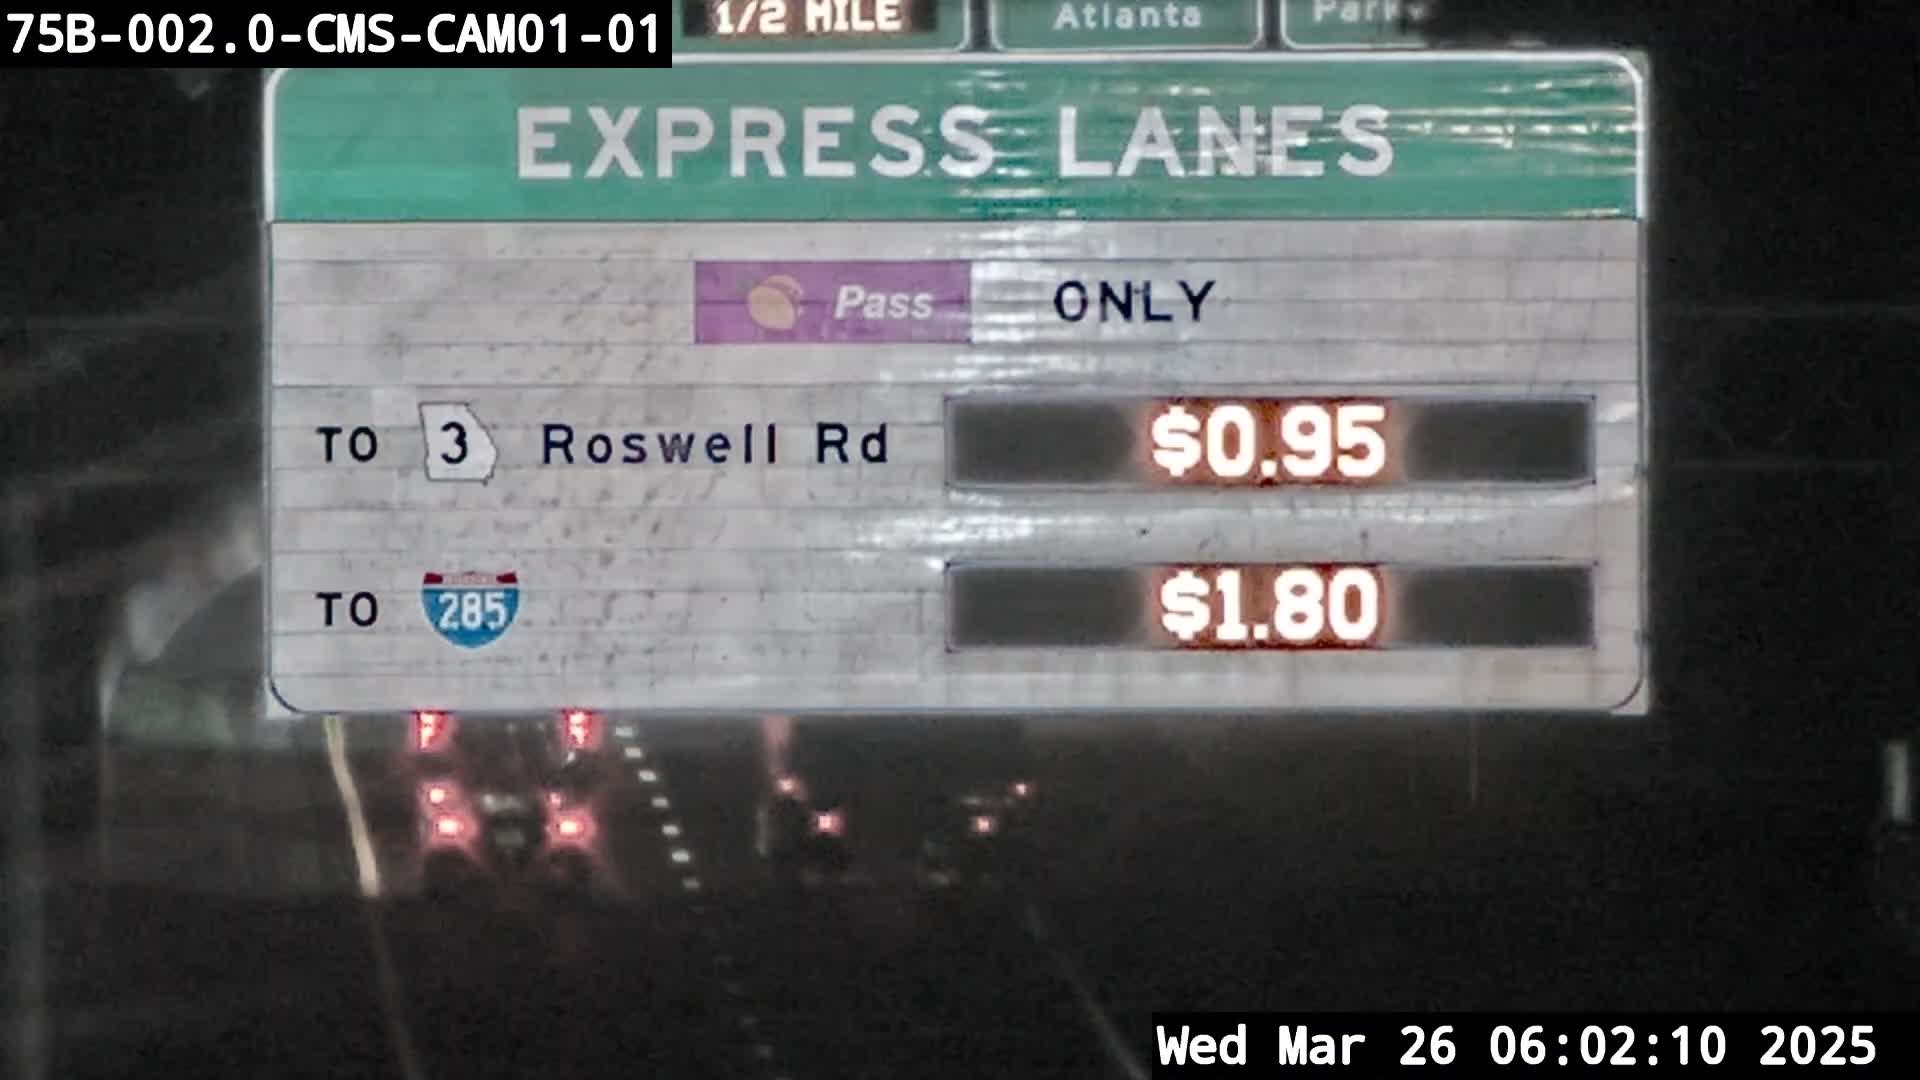 75B-002.0-CMS-CAM01-01
1/2 MILE
Atlanta
EXPRESS LANES
Pass ONLY
TO 3 Roswell Rd $0.95
TO 285 $1.80
Wed Mar 26 06:02:10 2025